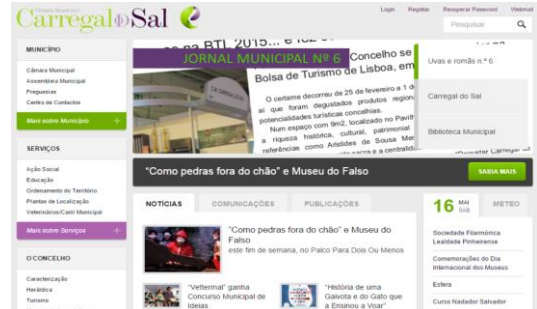 Câmara Municipal
Carregal do Sal
Login Registar Recuperar Password Webmail
Pesquisar
MUNICÍPIO
Câmara Municipal
Assembleia Municipal
Freguesias
Centro de Contactos
Mais sobre Município +
SERVIÇOS
Ação Social
Educação
Ordenamento do Território
Plantas de Localização
Veterinários/Canil Municipal
Mais sobre Serviços +
O CONCELHO
Caracterização
Heráldica
Turismo
na BTL 2015...
JORNAL MUNICIPAL Nº 6
Concelho se
Bolsa de Turismo de Lisboa, em
O certame decorreu de 25 de fevereiro a 1 d
aí que foram degustados produtos region
potencialidades turísticas concelhias.
Num espaço com 9m2, localizado no Pavilh
a riqueza histórica, cultural, patrimonial
referências como Aristides de Sousa Men
Uvas e romãs n.º 6
Carregal do Sal
Biblioteca Municipal
"Como pedras fora do chão" e Museu do Falso
SAIBA MAIS
NOTÍCIAS COMUNICAÇÕES PUBLICAÇÕES
"Como pedras fora do chão" e Museu do
Falso
este fim de semana, no Palco Para Dois Ou Menos
"Vettermal" ganha
Concurso Municipal de
Ideias
"História de uma
Gaivota e do Gato que
a Ensinou a Voar"
16 MAI
SÁB
METEO
Sociedade Filarmónica
Lealdade Pinheirense
Comemorações do Dia
Internacional dos Museus
Esfera
Curso Nadador Salvador